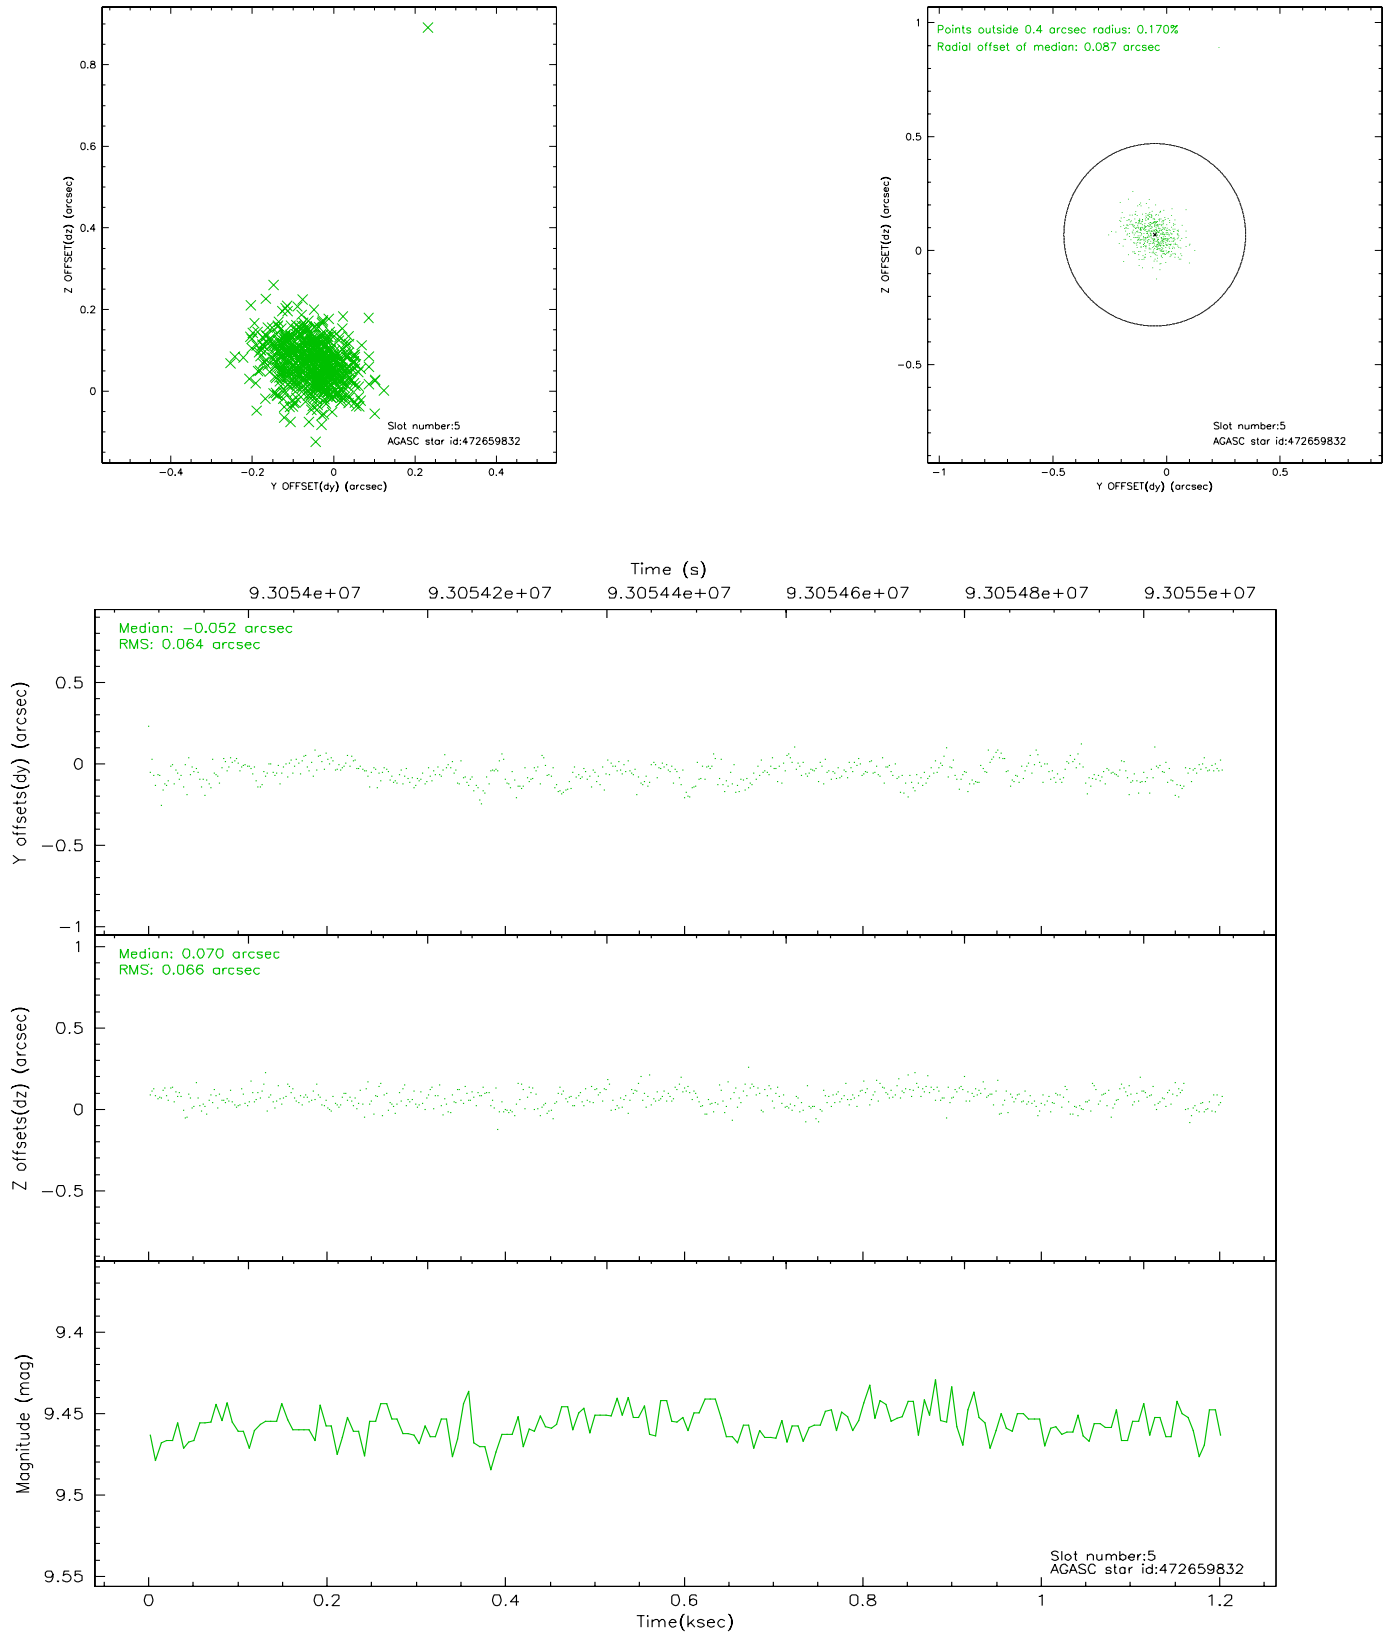 0.8
0.6
0.4
0.2
0
−0.4
−0.2
0
0.2
0.4
Z OFFSET(dz) (arcsec)
Y OFFSET(dy) (arcsec)
Slot number:5
AGASC star id:472659832
Points outside 0.4 arcsec radius: 0.170%
Radial offset of median: 0.087 arcsec
1
0.5
0
−0.5
−1
−0.5
0
0.5
Z OFFSET(dz) (arcsec)
Y OFFSET(dy) (arcsec)
Slot number:5
AGASC star id:472659832
Time (s)
9.3054e+07
9.30542e+07
9.30544e+07
9.30546e+07
9.30548e+07
9.3055e+07
Median: −0.052 arcsec
RMS: 0.064 arcsec
0.5
0
−0.5
−1
Y offsets(dy) (arcsec)
Median: 0.070 arcsec
RMS: 0.066 arcsec
1
0.5
0
−0.5
Z offsets(dz) (arcsec)
9.4
9.45
9.5
9.55
Magnitude (mag)
Slot number:5
AGASC star id:472659832
0
0.2
0.4
0.6
0.8
1
1.2
Time(ksec)